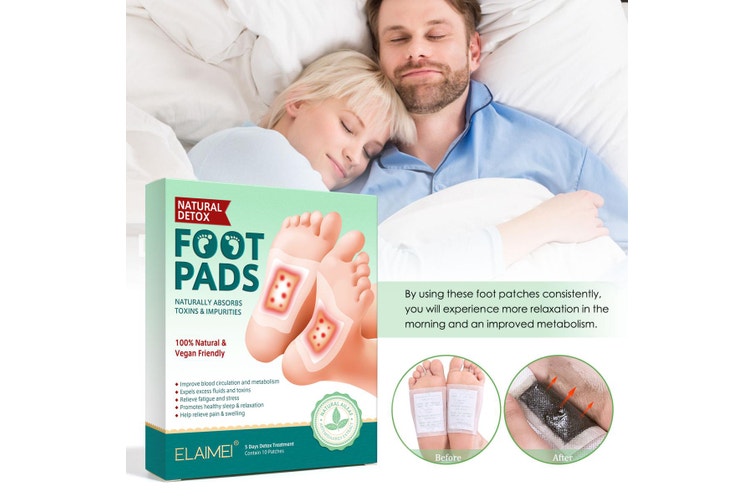 NATURAL
DETOX
FOOT
PADS
NATURALLY ABSORBS
TOXINS & IMPURITIES
100% Natural &
Vegan Friendly
• Improve blood circulation and metabolism
• Expels excess fluids and toxins
• Relieve fatigue and stress
• Promotes healthy sleep & relaxation
• Help relieve pain & swelling
ELAIMEI®
5 Days Detox Treatment
Contain 10 Patches
By using these foot patches consistently,
you will experience more relaxation in the
morning and an improved metabolism.
Before
After